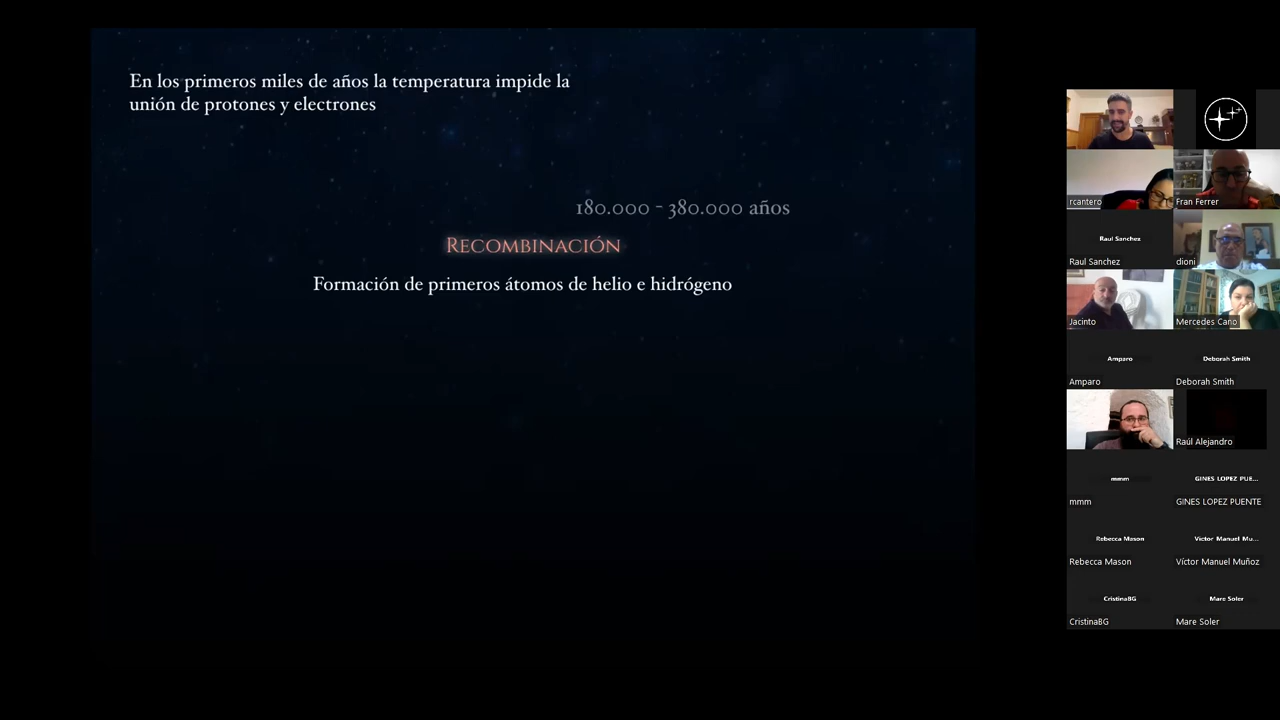 En los primeros miles de años la temperatura impide la
unión de protones y electrones
180.000 - 380.000 años
Recombinación
Formación de primeros átomos de helio e hidrógeno
rcantero
Fran Ferrer
Raul Sanchez
Raul Sanchez
dioni
Jacinto
Mercedes Cano
Amparo
Amparo
Deborah Smith
Deborah Smith
Raúl Alejandro
mmm
mmm
GINES LOPEZ PUE...
GINES LOPEZ PUENTE
Rebecca Mason
Rebecca Mason
Victor Manuel Mu...
Víctor Manuel Muñoz
CristinaBG
CristinaBG
Mare Soler
Mare Soler